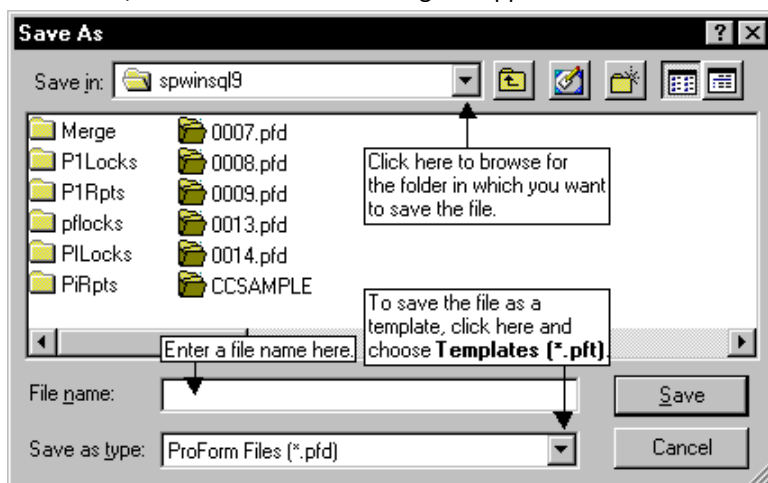 Save As
Save in: spwinsql9
Merge 0007.pfd
P1Locks 0008.pfd
P1Rpts 0009.pfd
pflocks 0013.pfd
PILocks 0014.pfd
PiRpts CCSAMPLE
Click here to browse for
the folder in which you want
to save the file.
To save the file as a
template, click here and
choose Templates (*.pft).
Enter a file name here.
File name:
Save
Save as type: ProForm Files (*.pfd)
Cancel